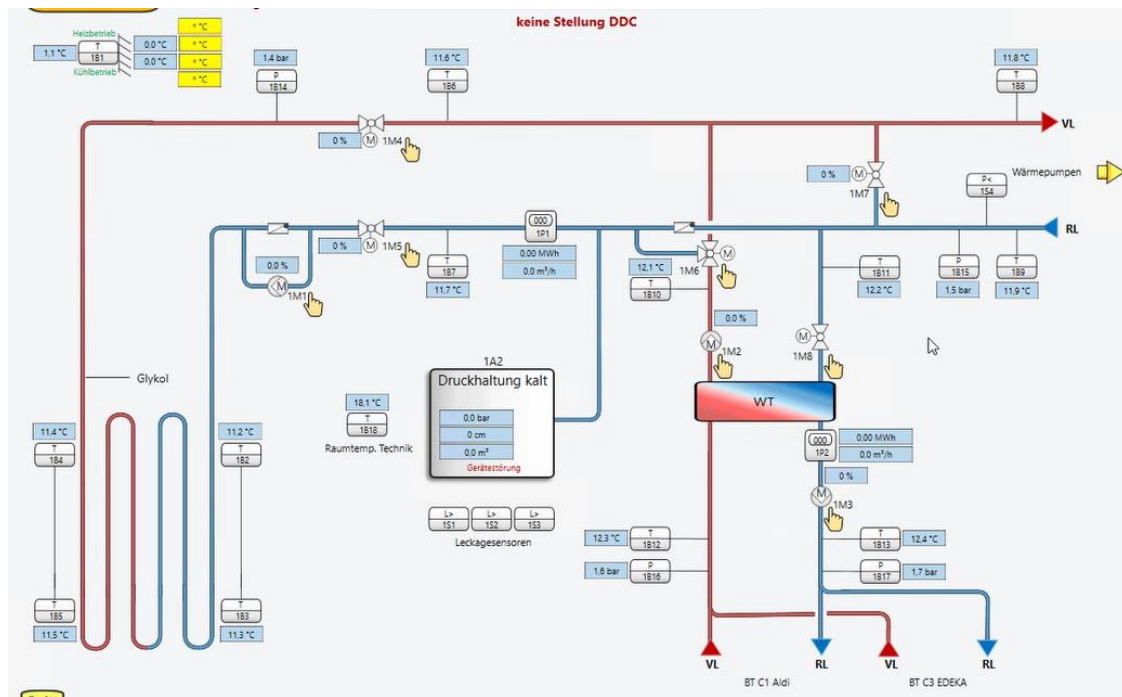 keine Stellung DDC
Heizbetrieb
1,1 °C
T
1B1
0,0 °C
0,0 °C
* °C
* °C
* °C
* °C
Kühlbetrieb
1,4 bar
P
1B14
11,6 °C
T
1B6
11,8 °C
T
1B8
VL
0 %
M
1M4
0 %
M
1M7
P<
1S4
Wärmepumpen
RL
0 %
M
1M5
000
1P1
0,00 MWh
0,0 m³/h
0,0 %
M
1M1
T
1B7
11,7 °C
M
1M6
12,1 °C
T
1B10
T
1B11
12,2 °C
P
1B15
1,5 bar
T
1B9
11,9 °C
0,0 %
M
1M2
M
1M8
Glykol
1A2
Druckhaltung kalt
0,0 bar
0 cm
0,0 m³
Gerätestörung
WT
18,1 °C
T
1B18
Raumtemp. Technik
11,4 °C
T
1B4
11,2 °C
T
1B2
000
1P2
0,00 MWh
0,0 m³/h
0 %
M
1M3
L>
1S1
L>
1S2
L>
1S3
Leckagesensoren
12,3 °C
T
1B12
T
1B13
12,4 °C
1,6 bar
P
1B16
P
1B17
1,7 bar
T
1B5
11,5 °C
T
1B3
11,3 °C
VL
RL
VL
RL
BT C1 Aldi
BT C3 EDEKA